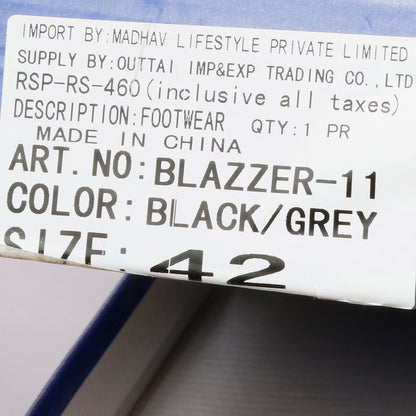 IMPORT BY:MADHAV LIFESTYLE PRIVATE LIMITED
SUPPLY BY:OUTTAI IMP&EXP TRADING CO.,LTD
RSP-RS-460(inclusive all taxes)
DESCRIPTION:FOOTWEAR QTY:1 PR
MADE IN CHINA
ART. NO:BLAZZER-11
COLOR: BLACK/GREY
SIZE: 42